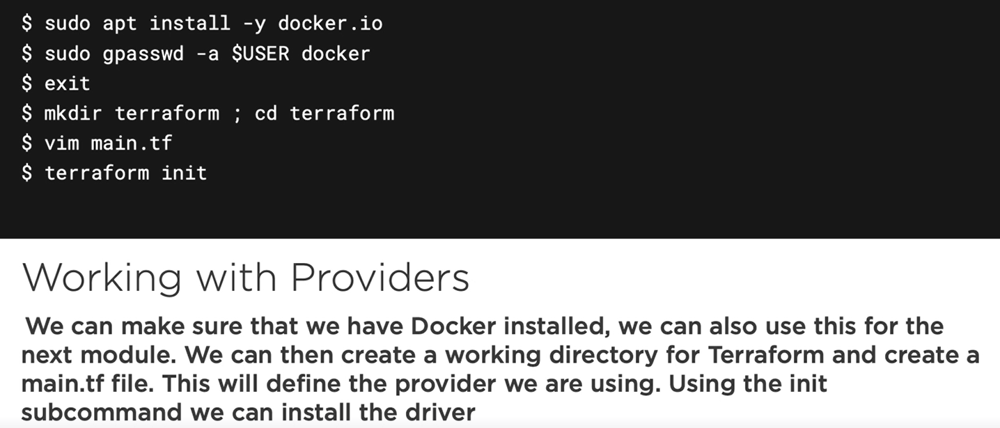 $ sudo apt install -y docker.io
$ sudo gpasswd -a $USER docker
$ exit
$ mkdir terraform ; cd terraform
$ vim main.tf
$ terraform init
Working with Providers
We can make sure that we have Docker installed, we can also use this for the
next module. We can then create a working directory for Terraform and create a
main.tf file. This will define the provider we are using. Using the init
subcommand we can install the driver